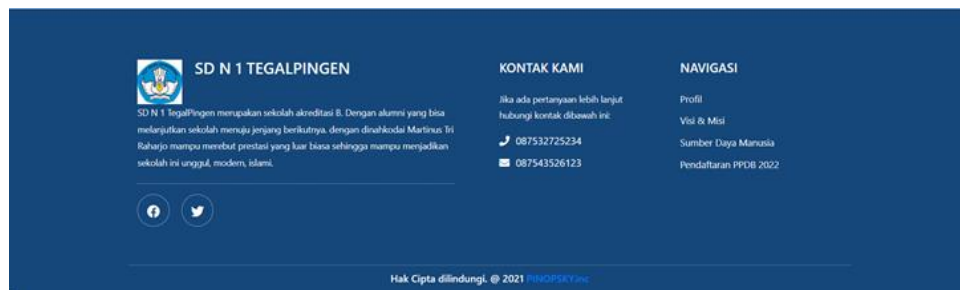 SD N 1 TEGALPINGEN
SD N 1 TegalPingen merupakan sekolah akreditasi B. Dengan alumni yang bisa
melanjutkan sekolah menuju jenjang berikutnya. dengan dinahkodai Martinus Tri
Raharjo mampu merebut prestasi yang luar biasa sehingga mampu menjadikan
sekolah ini unggul, modern, islami.
KONTAK KAMI
Jika ada pertanyaan lebih lanjut
hubungi kontak dibawah ini:
087532725234
087543526123
NAVIGASI
Profil
Visi & Misi
Sumber Daya Manusia
Pendaftaran PPDB 2022
Hak Cipta dilindungi. @ 2021 PINOPSKY.inc